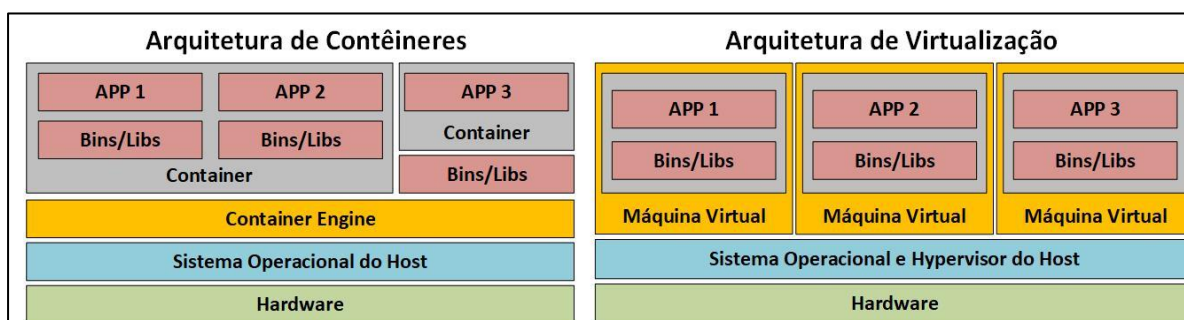 Arquitetura de Contêineres
APP 1 APP 2 APP 3
Bins/Libs Bins/Libs Container
Container Bins/Libs
Container Engine
Sistema Operacional do Host
Hardware
Arquitetura de Virtualização
APP 1 APP 2 APP 3
Bins/Libs Bins/Libs Bins/Libs
Máquina Virtual Máquina Virtual Máquina Virtual
Sistema Operacional e Hypervisor do Host
Hardware